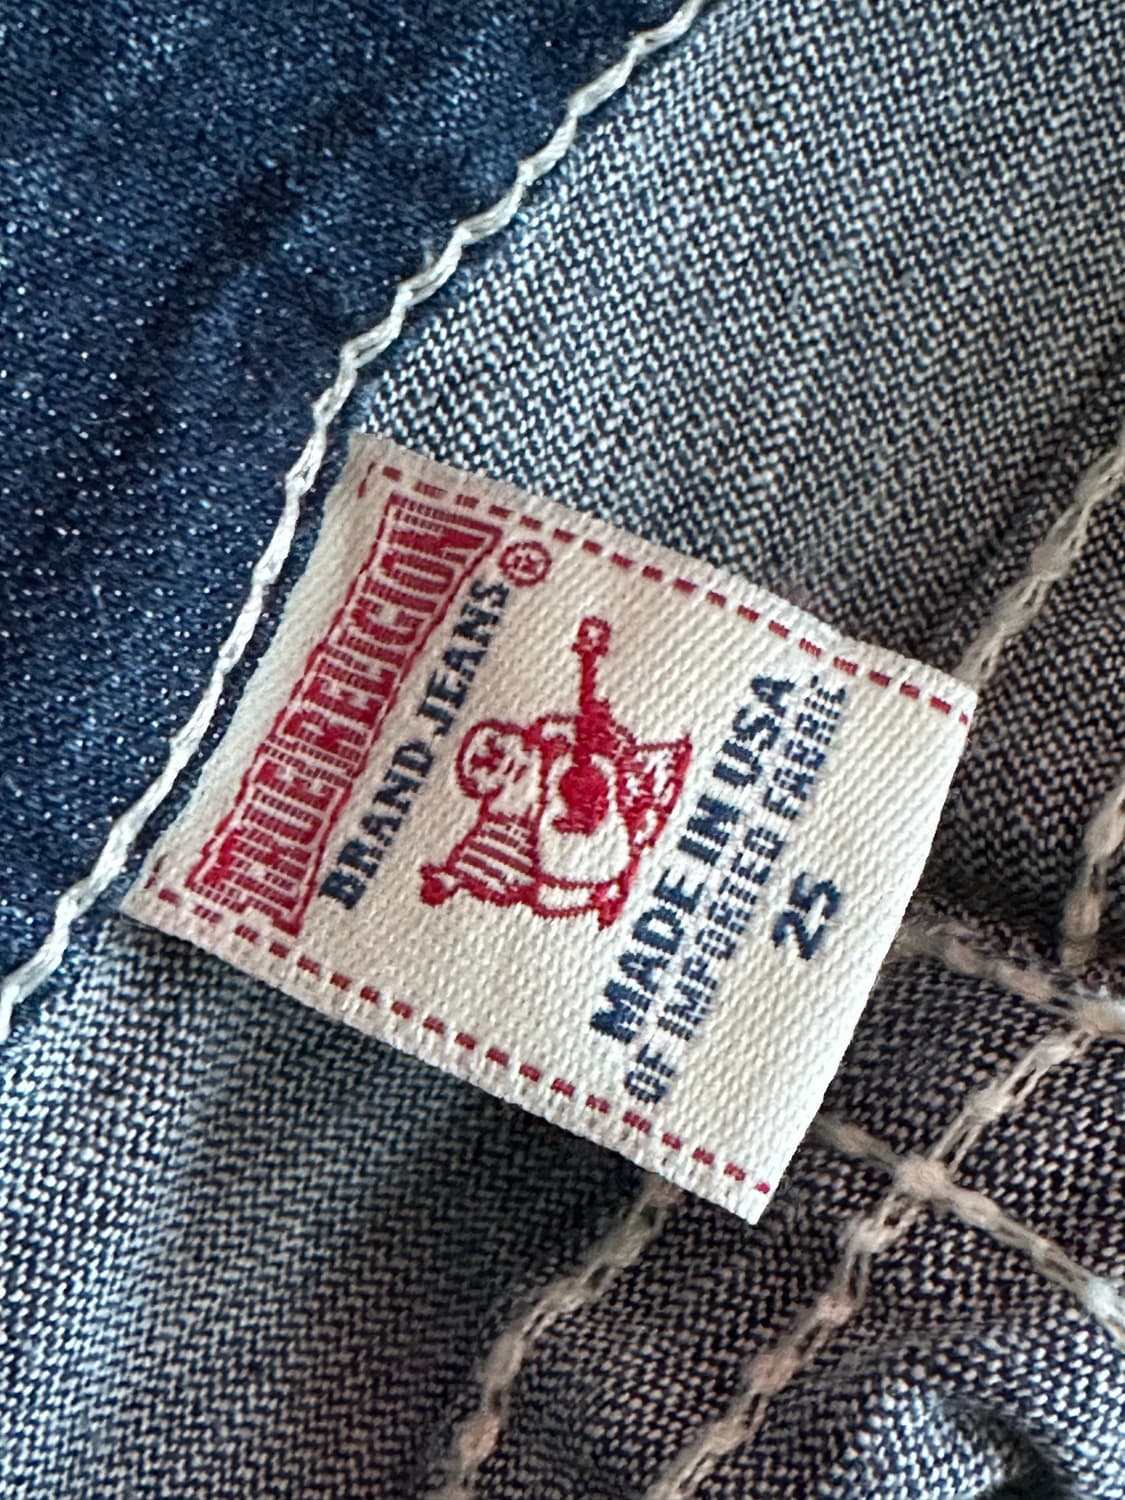 TRUE RELIGION
BRAND JEANS ®
MADE IN USA
OF IMPORTED FABRIC
25